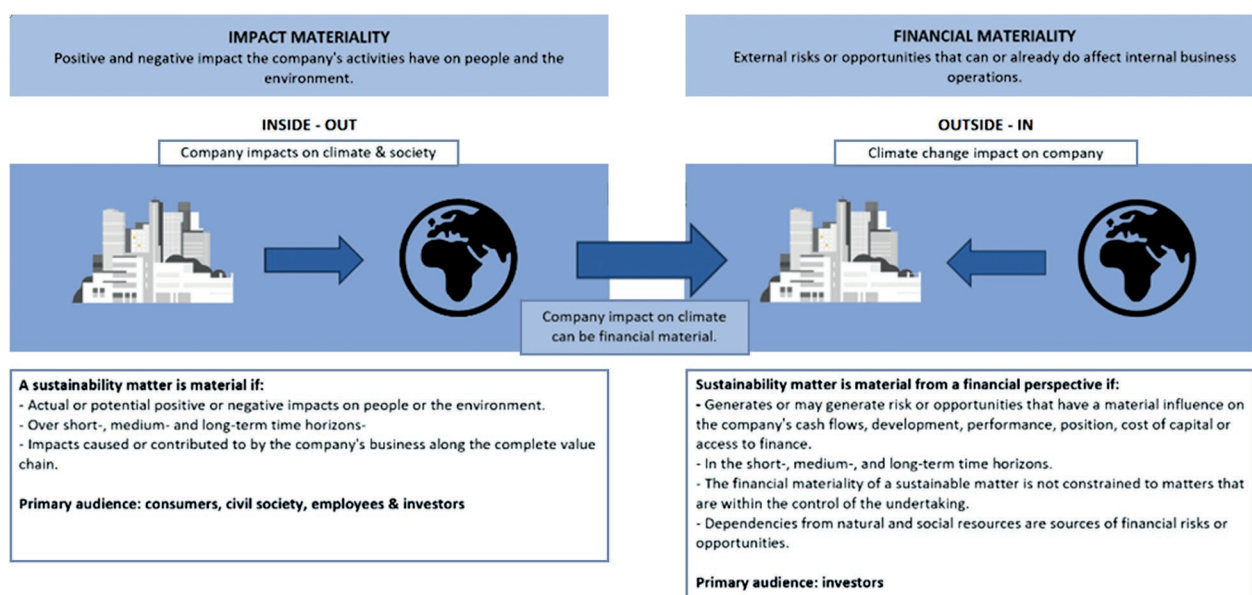 IMPACT MATERIALITY
Positive and negative impact the company's activities have on people and the
environment.
INSIDE - OUT
Company impacts on climate & society
A sustainability matter is material if:
- Actual or potential positive or negative impacts on people or the environment.
- Over short-, medium- and long-term time horizons-
- Impacts caused or contributed to by the company's business along the complete value
chain.
Primary audience: consumers, civil society, employees & investors
Company impact on climate
can be financial material.
FINANCIAL MATERIALITY
External risks or opportunities that can or already do affect internal business
operations.
OUTSIDE - IN
Climate change impact on company
Sustainability matter is material from a financial perspective if:
- Generates or may generate risk or opportunities that have a material influence on
the company's cash flows, development, performance, position, cost of capital or
access to finance.
- In the short-, medium-, and long-term time horizons.
- The financial materiality of a sustainable matter is not constrained to matters that
are within the control of the undertaking.
- Dependencies from natural and social resources are sources of financial risks or
opportunities.
Primary audience: investors